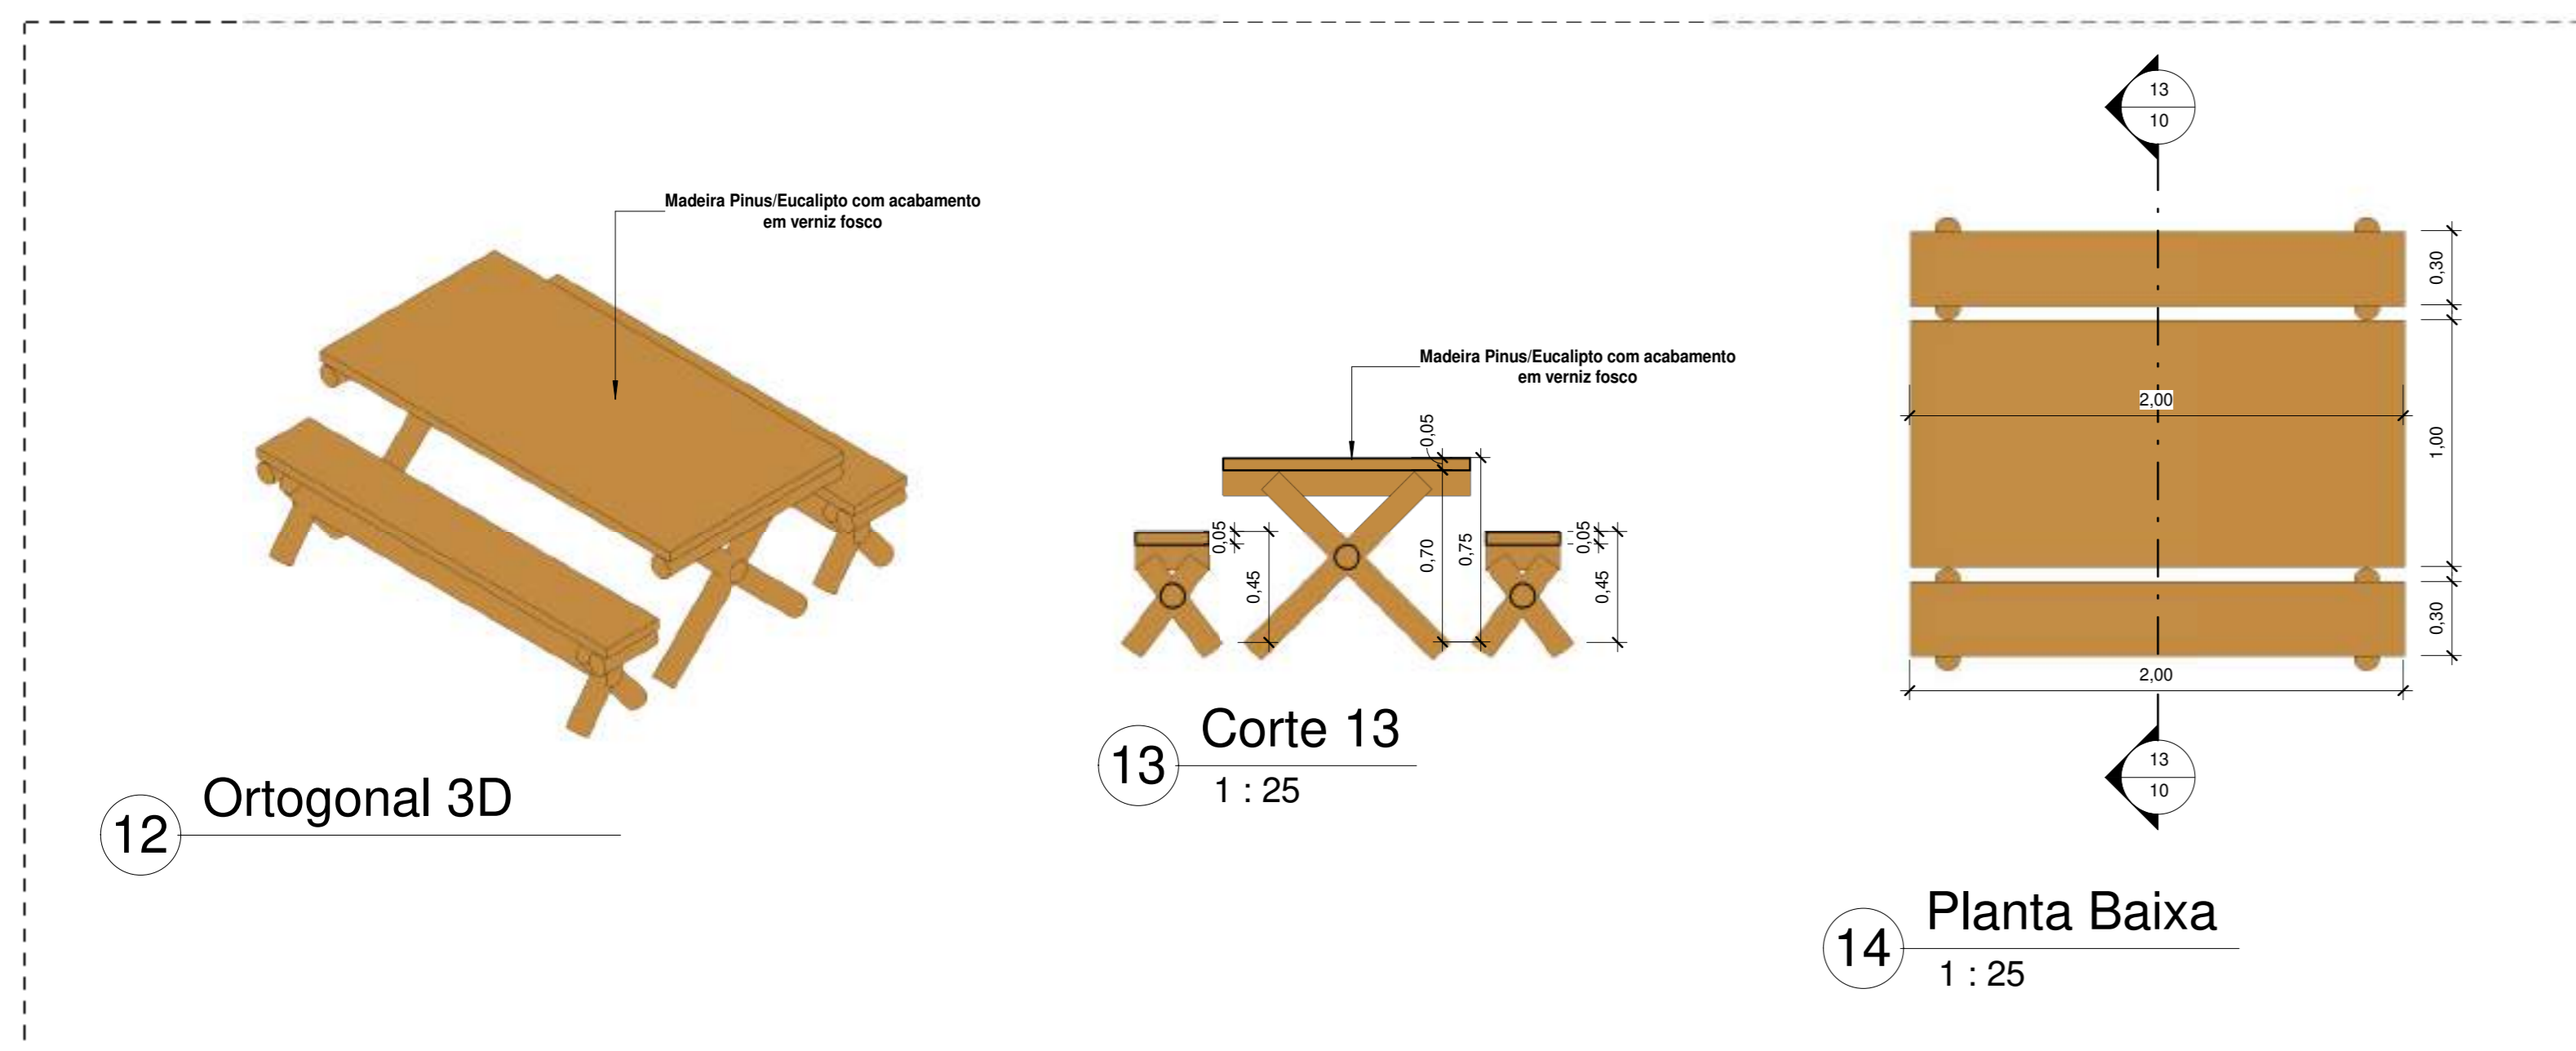 Madeira Pinus/Eucalipto com acabamento
em verniz fosco
12
Ortogonal 3D
Madeira Pinus/Eucalipto com acabamento
em verniz fosco
0,05
0,05
0,45
0,70
0,75
0,05
0,45
13
Corte 13
1 : 25
13
10
0,30
2,00
1,00
0,30
2,00
13
10
14
Planta Baixa
1 : 25